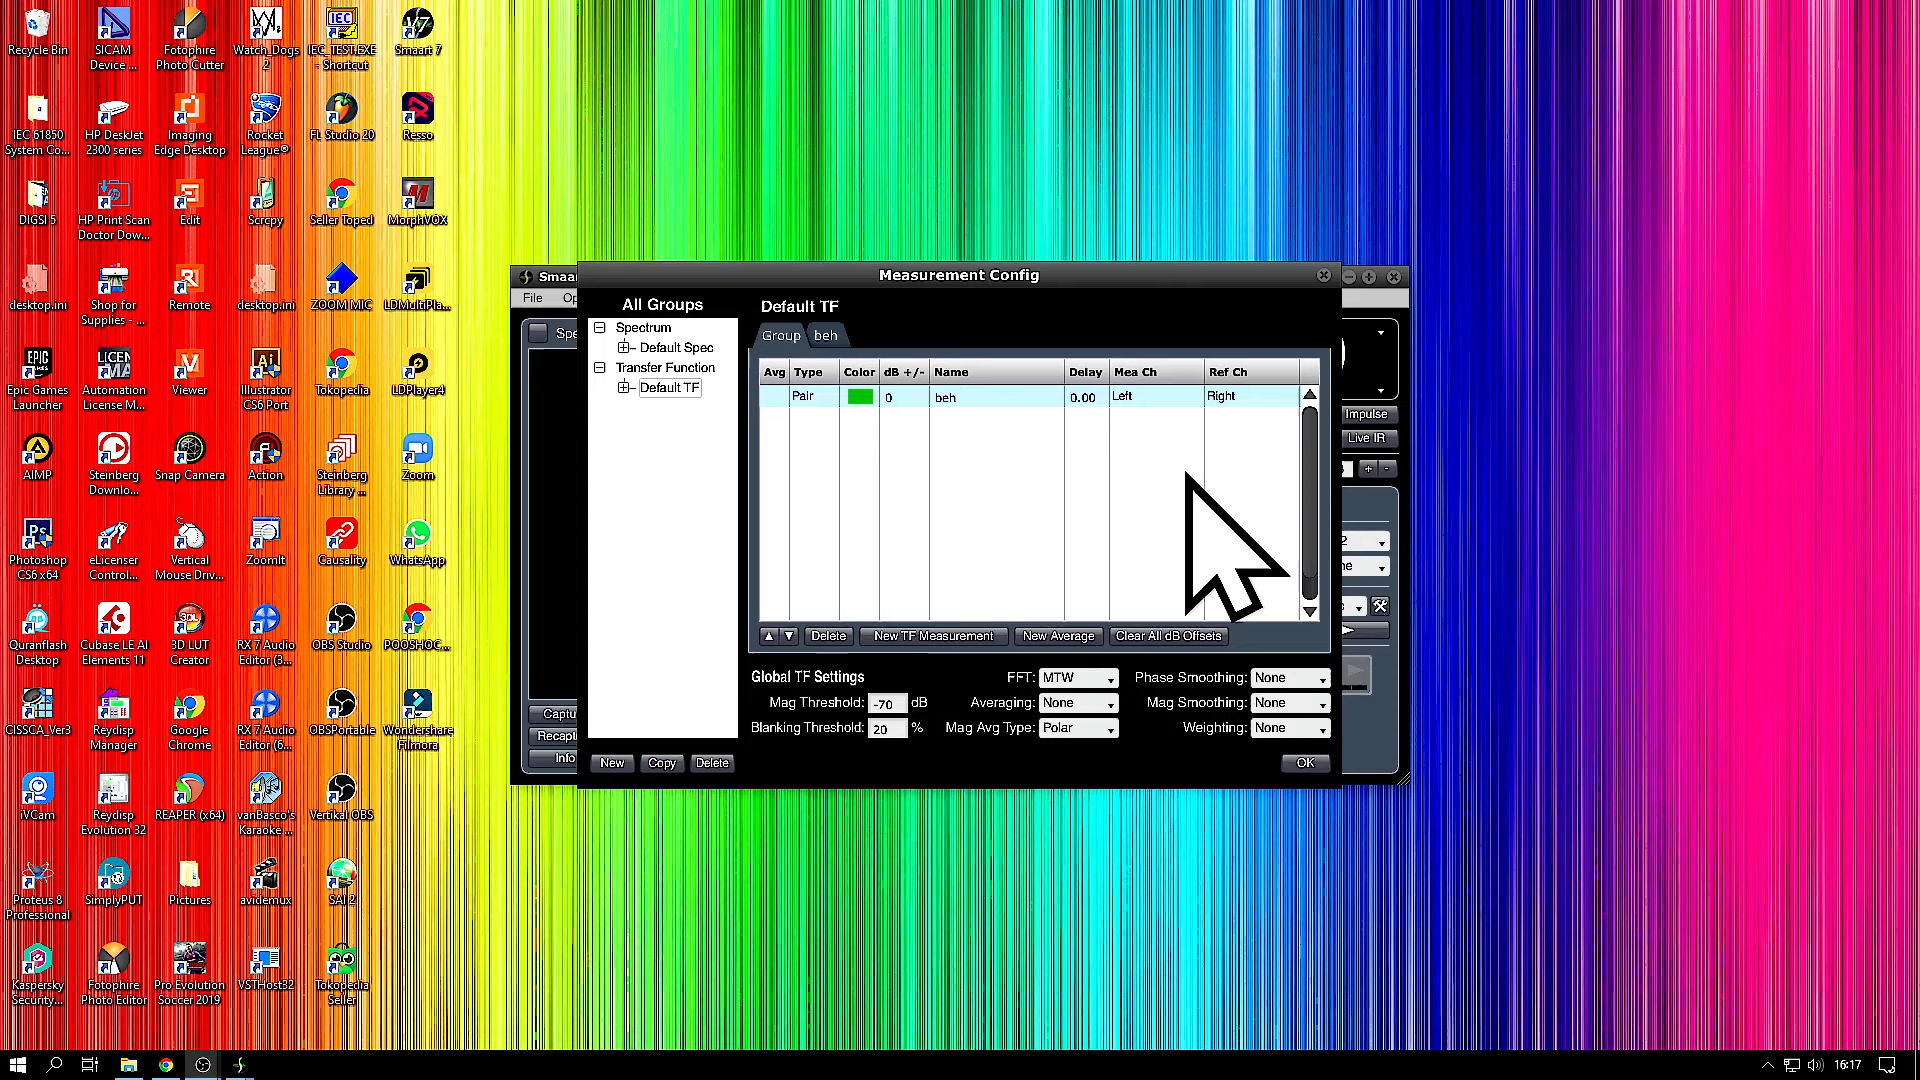 Recycle Bin
SICAM
Device ...
Fotophire
Photo Cutter
Watch_Dogs
2
IEC_TEST.EXE
- Shortcut
Smaart 7
IEC 61850
System Co...
HP DeskJet
2300 series
Imaging
Edge Desktop
Rocket
League®
FL Studio 20
Resso
DIGSI 5
HP Print Scan
Doctor Dow...
Edit
Scrcpy
Seller Toped
MorphVOX
desktop.ini
Shop for
Supplies - ...
Remote
desktop.ini
ZOOM MIC
LDMultiPla...
Epic Games
Launcher
Automation
License M...
Viewer
Illustrator
CS6 Port
Tokopedia
LDPlayer4
AIMP
Steinberg
Downlo...
Snap Camera
Action
Steinberg
Library ...
Zoom
Photoshop
CS6 x64
eLicenser
Control...
Vertical
Mouse Driv...
ZoomIt
Causality
WhatsApp
Quranflash
Desktop
Cubase LE AI
Elements 11
3D LUT
Creator
RX 7 Audio
Editor (3...
OBS Studio
POOSHOC...
CISSCA_Ver3
Reydisp
Manager
Google
Chrome
RX 7 Audio
Editor (6...
OBSPortable
Wondershare
Filmora
iVCam
Reydisp
Evolution 32
REAPER (x64)
vanBasco's
Karaoke ...
Vertikal OBS
Proteus 8
Professional
SimplyPUT
Pictures
avidemux
SAI 2
Kaspersky
Security...
Fotophire
Photo Editor
Pro Evolution
Soccer 2019
VSTHost32
Tokopedia
Seller
Smaa
File Op
Spe
Captu
Recapt
Info
Measurement Config
All Groups
Spectrum
Default Spec
Transfer Function
Default TF
New Copy Delete
Default TF
Group beh
Avg Type Color dB +/- Name Delay Mea Ch Ref Ch
Pair 0 beh 0.00 Left Right
Delete New TF Measurement New Average Clear All dB Offsets
Global TF Settings FFT: MTW Phase Smoothing: None
Mag Threshold: -70 dB Averaging: None Mag Smoothing: None
Blanking Threshold: 20 % Mag Avg Type: Polar Weighting: None
OK
Impulse
Live IR
+ -
2
ne
16:17